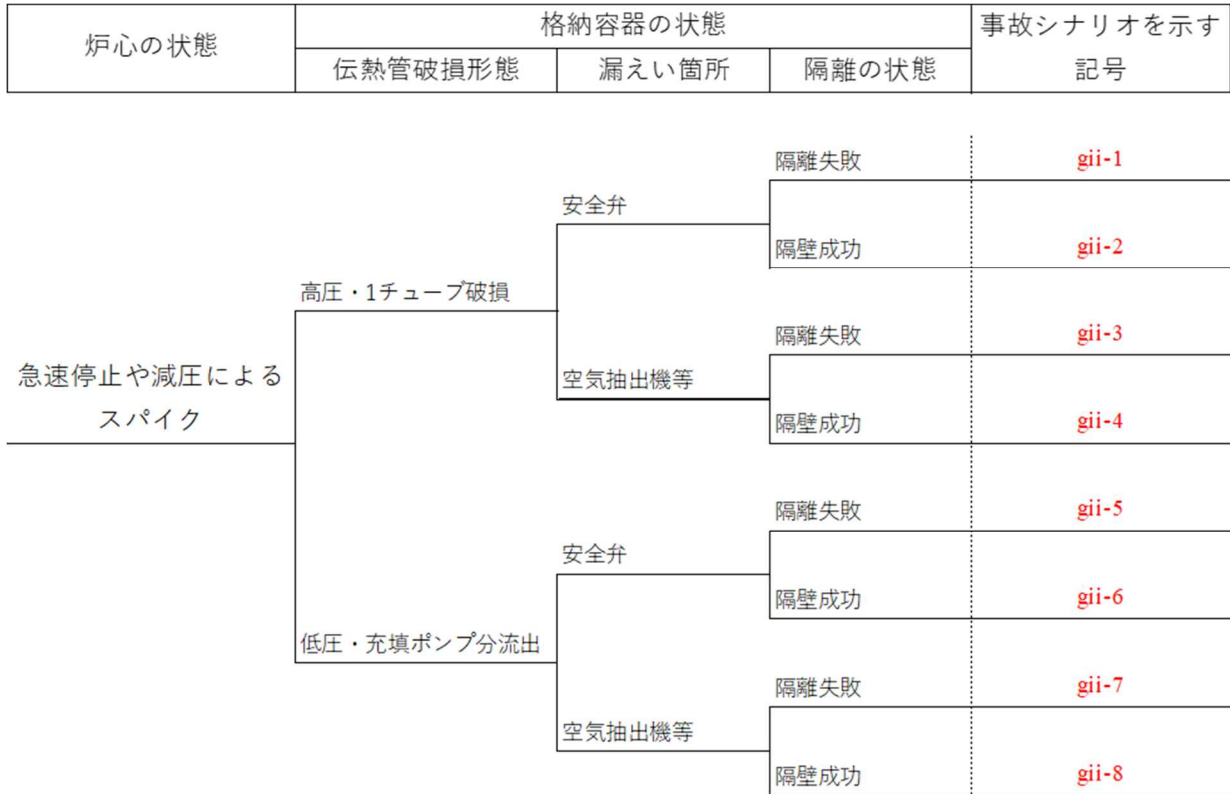 炉心の状態
格納容器の状態
事故シナリオを示す
記号
伝熱管破損形態
漏えい箇所
隔離の状態
隔離失敗
gii-1
安全弁
隔壁成功
gii-2
高圧・1チューブ破損
隔離失敗
gii-3
空気抽出機等
隔壁成功
gii-4
急速停止や減圧による
スパイク
隔離失敗
gii-5
安全弁
隔壁成功
gii-6
低圧・充填ポンプ分流出
隔離失敗
gii-7
空気抽出機等
隔壁成功
gii-8